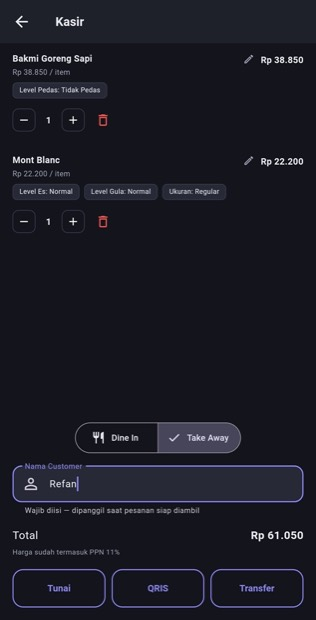 Kasir
Bakmi Goreng Sapi Rp 38.850
Rp 38.850 / item
Level Pedas: Tidak Pedas
1
Mont Blanc Rp 22.200
Rp 22.200 / item
Level Es: Normal Level Gula: Normal Ukuran: Regular
1
Dine In Take Away
Nama Customer
Refan
Wajib diisi — dipanggil saat pesanan siap diambil
Total Rp 61.050
Harga sudah termasuk PPN 11%
Tunai QRIS Transfer